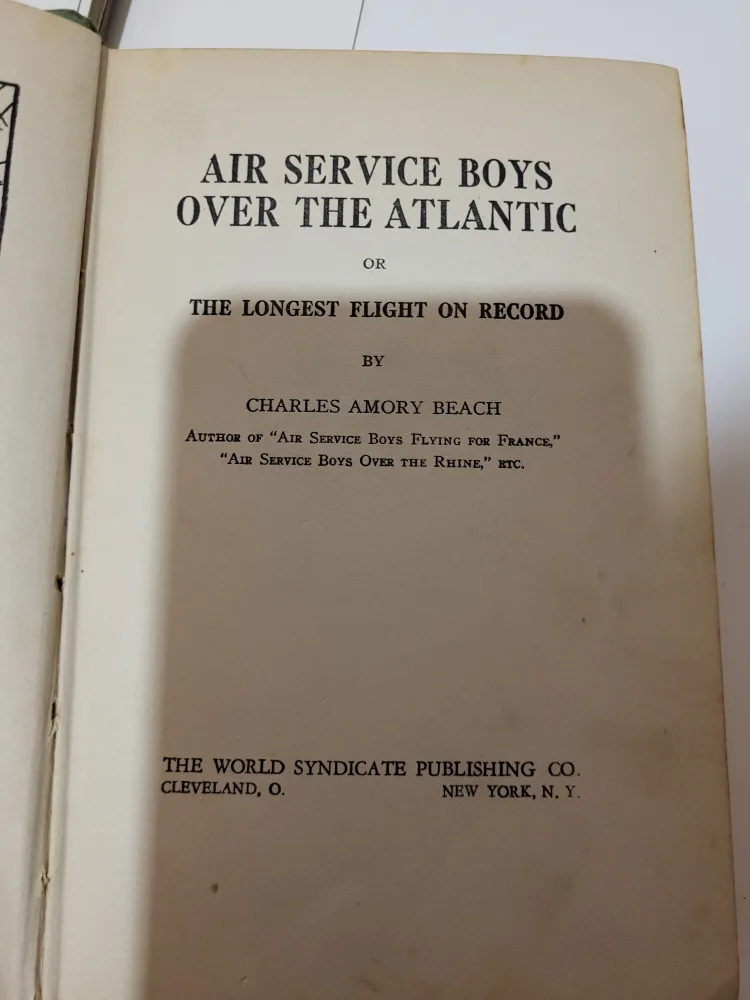 AIR SERVICE BOYS
OVER THE ATLANTIC
OR
THE LONGEST FLIGHT ON RECORD
BY
CHARLES AMORY BEACH
AUTHOR OF "AIR SERVICE BOYS FLYING FOR FRANCE,"
"AIR SERVICE BOYS OVER THE RHINE," ETC.
THE WORLD SYNDICATE PUBLISHING CO.
CLEVELAND, O. NEW YORK, N. Y.